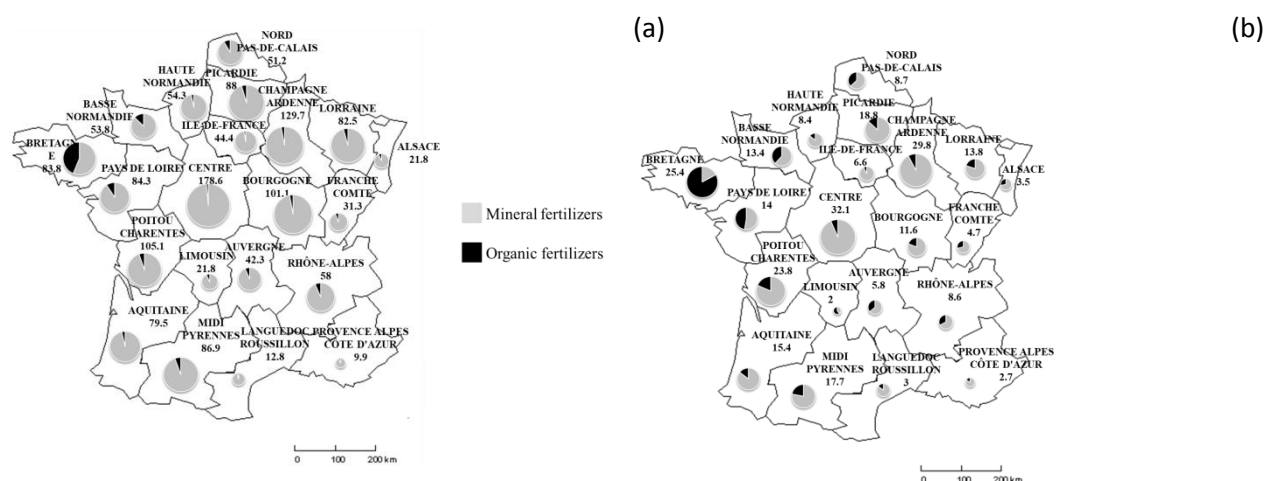 (a)
NORD
PAS-DE-CALAIS
51.2
HAUTE
NORMANDIE
54.3
PICARDIE
88
CHAMPAGNE
ARDENNE
129.7
LORRAINE
82.5
BASSE
NORMANDIE
53.8
ILE-DE-FRANCE
44.4
ALSACE
21.8
BRETAGN
E
83.8
PAYS DE LOIRE
84.3
CENTRE
178.6
BOURGOGNE
101.1
FRANCHE
COMTE
31.3
POITOU
CHARENTES
105.1
LIMOUSIN
21.8
AUVERGNE
42.3
RHÔNE-ALPES
58
AQUITAINE
79.5
MIDI
PYRENNES
86.9
LANGUEDOC
ROUSSILLON
12.8
PROVENCE ALPES
CÔTE D'AZUR
9.9
0 100 200 km
Mineral fertilizers
Organic fertilizers
(b)
NORD
PAS-DE-CALAIS
8.7
HAUTE
NORMANDIE
8.4
PICARDIE
18.8
CHAMPAGNE
ARDENNE
29.8
LORRAINE
13.8
BASSE
NORMANDIE
13.4
ILE-DE-FRANCE
6.6
ALSACE
3.5
BRETAGNE
25.4
PAYS DE LOIRE
14
CENTRE
32.1
BOURGOGNE
11.6
FRANCHE
COMTE
4.7
POITOU
CHARENTES
23.8
LIMOUSIN
2
AUVERGNE
5.8
RHÔNE-ALPES
8.6
AQUITAINE
15.4
MIDI
PYRENNES
17.7
LANGUEDOC
ROUSSILLON
3
PROVENCE ALPES
CÔTE D'AZUR
2.7
0 100 200 km